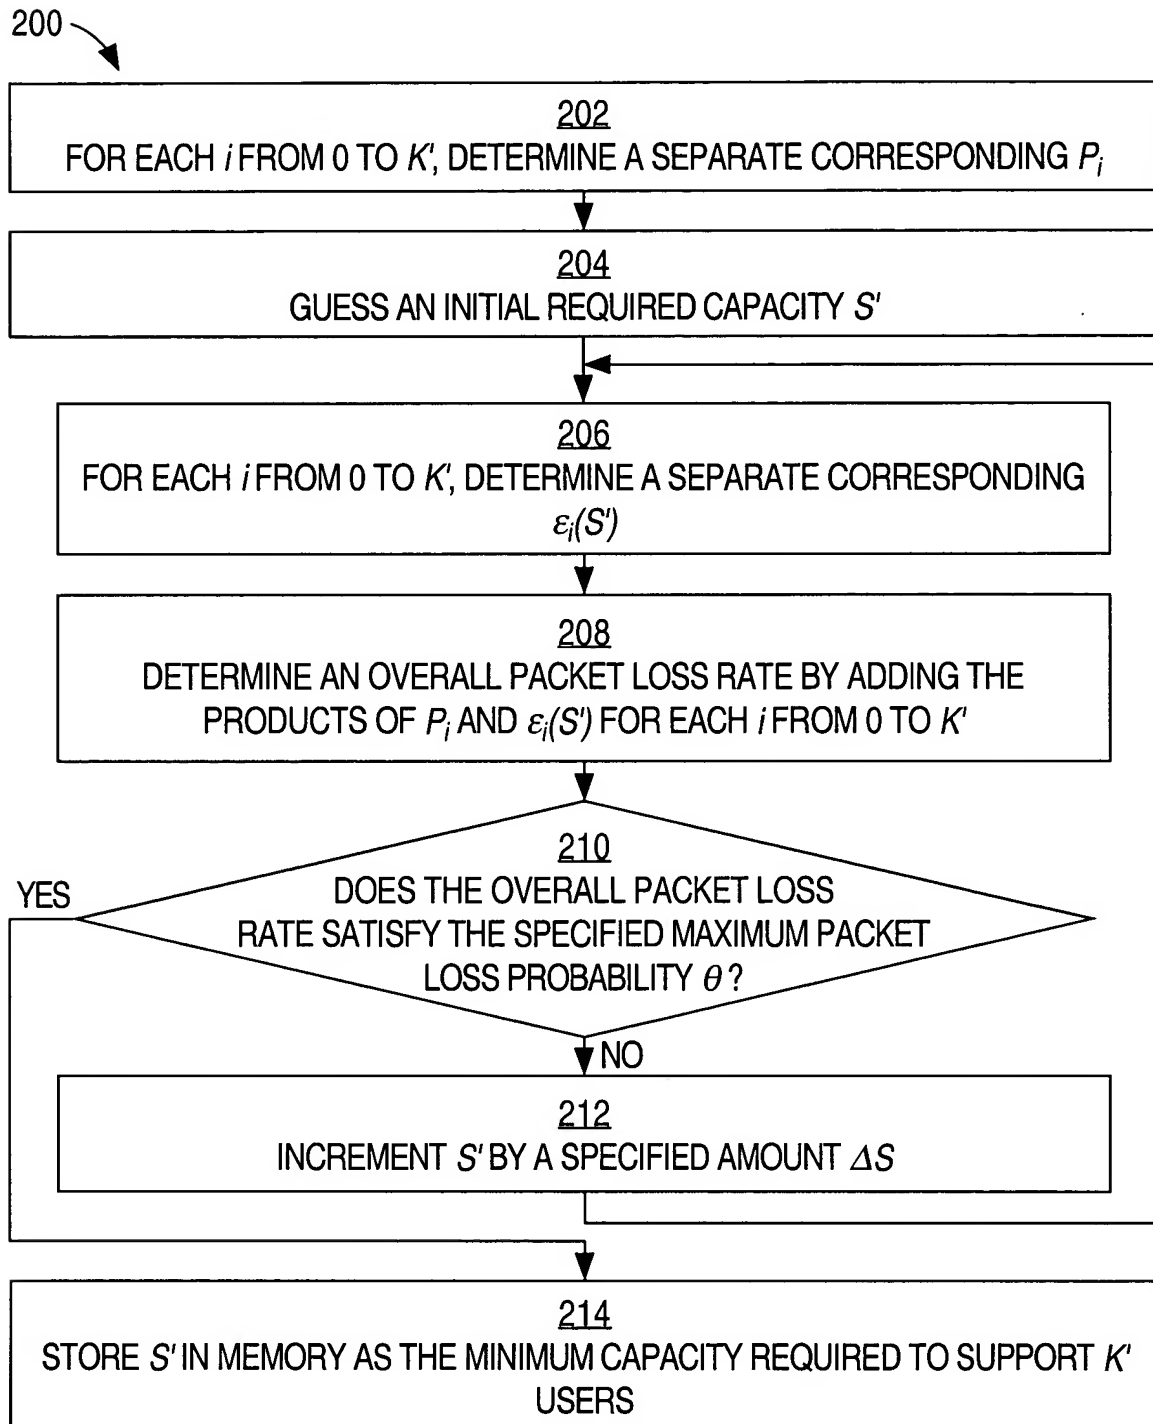 200
202
FOR EACH i FROM 0 TO K', DETERMINE A SEPARATE CORRESPONDING Pi
204
GUESS AN INITIAL REQUIRED CAPACITY S'
206
FOR EACH i FROM 0 TO K', DETERMINE A SEPARATE CORRESPONDING
εi(S')
208
DETERMINE AN OVERALL PACKET LOSS RATE BY ADDING THE
PRODUCTS OF Pi AND εi(S') FOR EACH i FROM 0 TO K'
210
YES
DOES THE OVERALL PACKET LOSS
RATE SATISFY THE SPECIFIED MAXIMUM PACKET
LOSS PROBABILITY θ?
NO
212
INCREMENT S' BY A SPECIFIED AMOUNT ΔS
214
STORE S' IN MEMORY AS THE MINIMUM CAPACITY REQUIRED TO SUPPORT K'
USERS